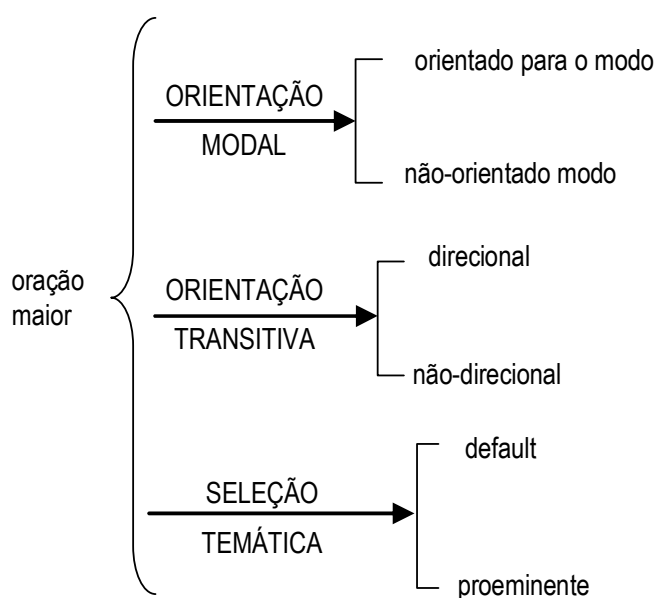 oração
maior
ORIENTAÇÃO
MODAL
orientado para o modo
não-orientado modo
ORIENTAÇÃO
TRANSITIVA
direcional
não-direcional
SELEÇÃO
TEMÁTICA
default
proeminente